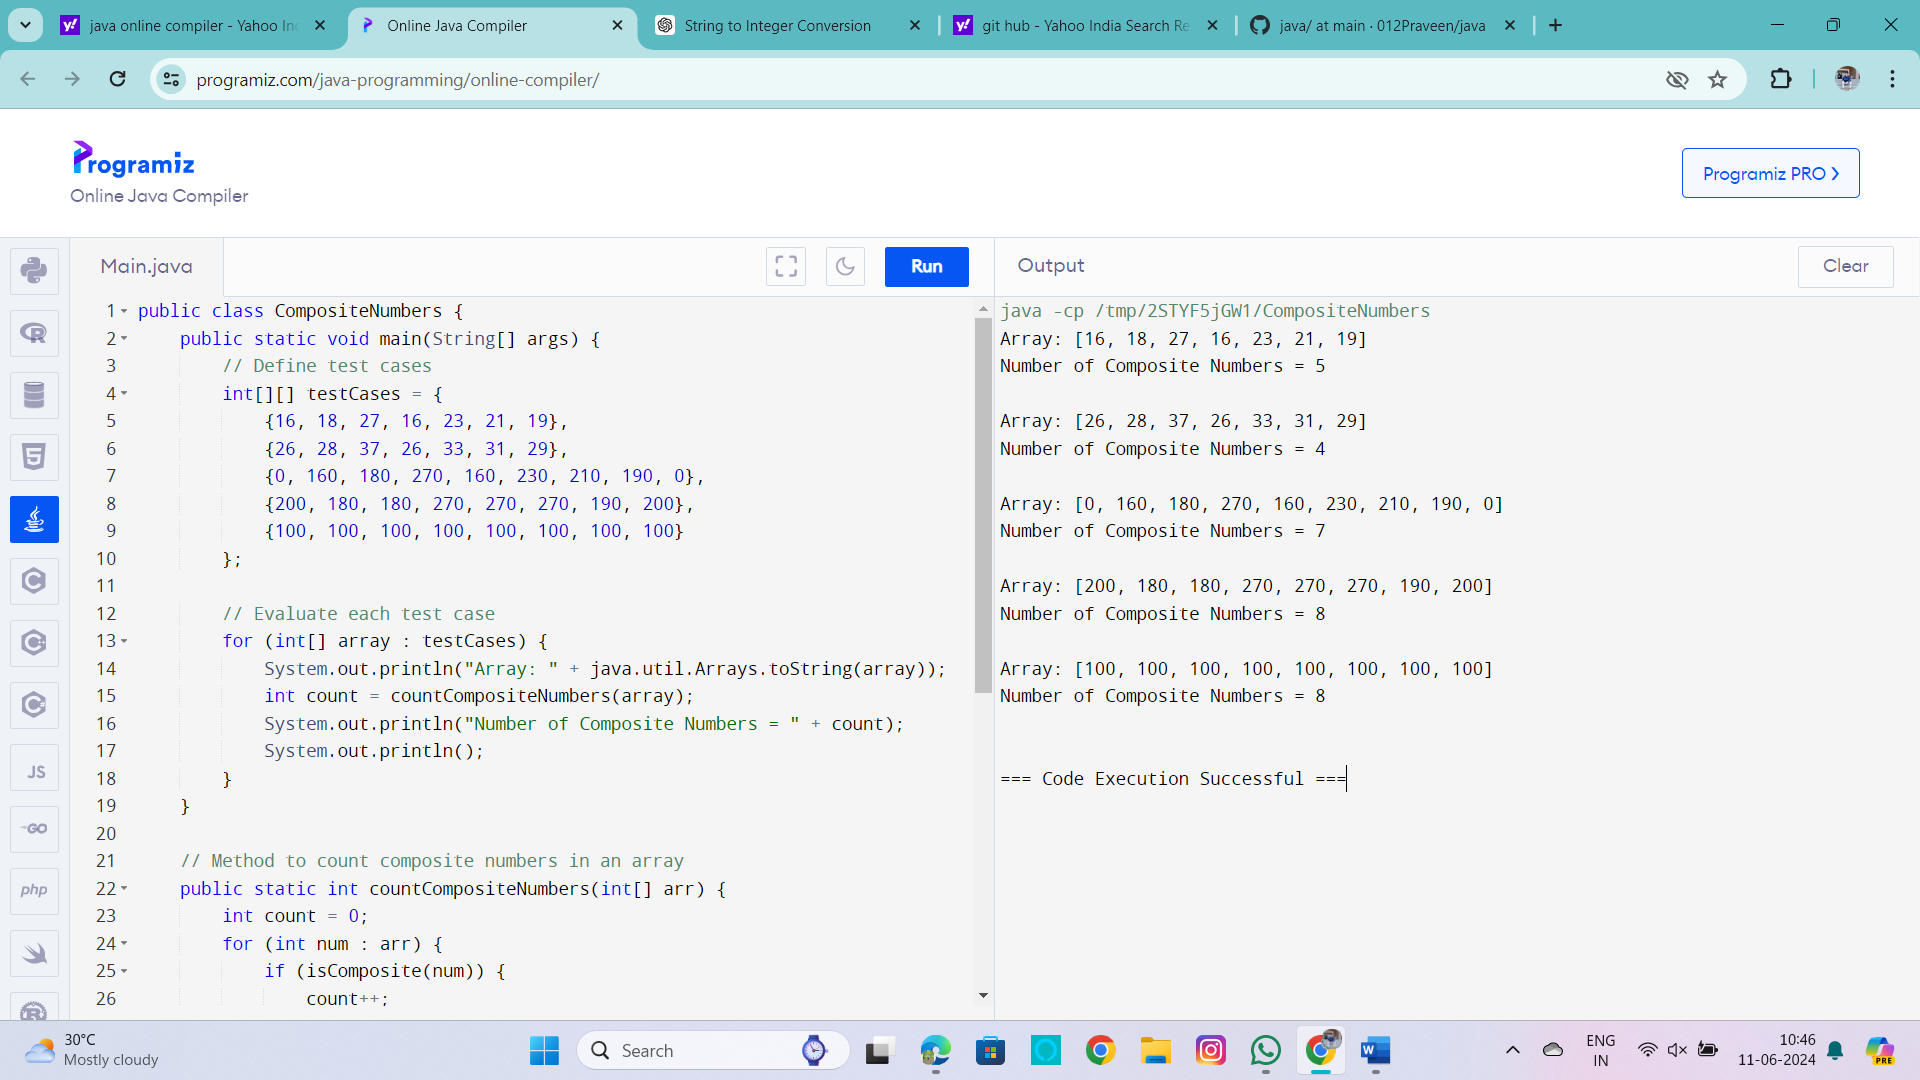 java online compiler - Yahoo In
Online Java Compiler
String to Integer Conversion
git hub - Yahoo India Search Re
java/ at main · 012Praveen/java
programiz.com/java-programming/online-compiler/
Programiz
Online Java Compiler
Programiz PRO
Main.java
Run
Output
Clear
1 public class CompositeNumbers {
2 public static void main(String[] args) {
3 // Define test cases
4 int[][] testCases = {
5 {16, 18, 27, 16, 23, 21, 19},
6 {26, 28, 37, 26, 33, 31, 29},
7 {0, 160, 180, 270, 160, 230, 210, 190, 0},
8 {200, 180, 180, 270, 270, 270, 190, 200},
9 {100, 100, 100, 100, 100, 100, 100, 100}
10 };
11
12 // Evaluate each test case
13 for (int[] array : testCases) {
14 System.out.println("Array: " + java.util.Arrays.toString(array));
15 int count = countCompositeNumbers(array);
16 System.out.println("Number of Composite Numbers = " + count);
17 System.out.println();
18 }
19 }
20
21 // Method to count composite numbers in an array
22 public static int countCompositeNumbers(int[] arr) {
23 int count = 0;
24 for (int num : arr) {
25 if (isComposite(num)) {
26 count++;
java -cp /tmp/2STYF5jGW1/CompositeNumbers
Array: [16, 18, 27, 16, 23, 21, 19]
Number of Composite Numbers = 5
Array: [26, 28, 37, 26, 33, 31, 29]
Number of Composite Numbers = 4
Array: [0, 160, 180, 270, 160, 230, 210, 190, 0]
Number of Composite Numbers = 7
Array: [200, 180, 180, 270, 270, 270, 190, 200]
Number of Composite Numbers = 8
Array: [100, 100, 100, 100, 100, 100, 100, 100]
Number of Composite Numbers = 8
=== Code Execution Successful ===
JS
GO
php
30°C
Mostly cloudy
Search
ENG
IN
10:46
11-06-2024
PRE